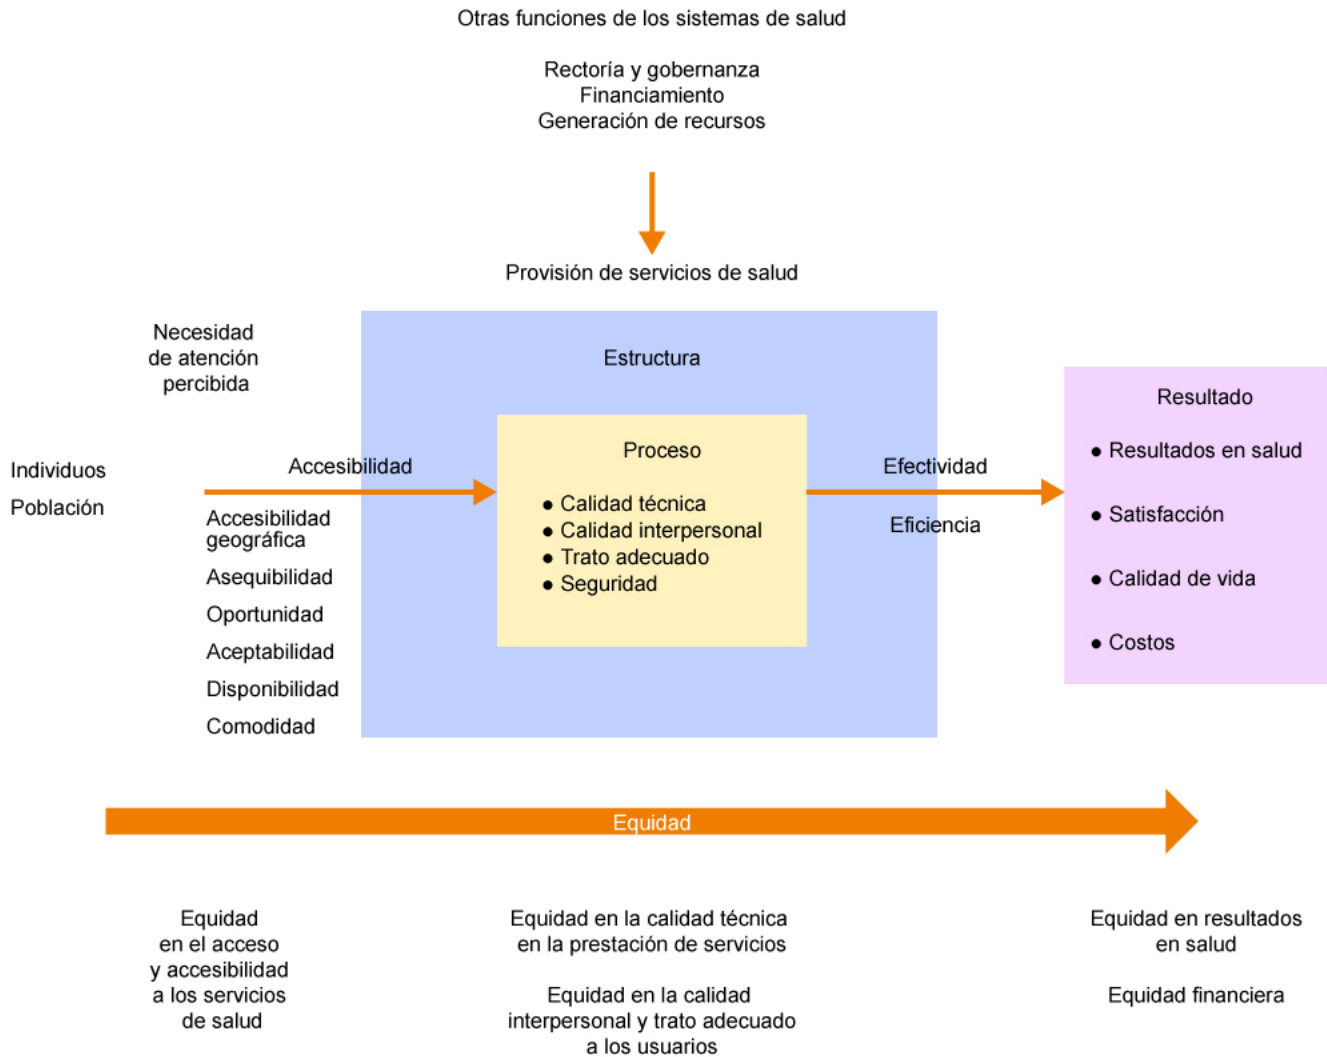 Otras funciones de los sistemas de salud
Rectoría y gobernanza
Financiamiento
Generación de recursos
Provisión de servicios de salud
Necesidad
de atención
percibida
Individuos
Población
Accesibilidad
Accesibilidad
geográfica
Asequibilidad
Oportunidad
Aceptabilidad
Disponibilidad
Comodidad
Estructura
Proceso
● Calidad técnica
● Calidad interpersonal
● Trato adecuado
● Seguridad
Efectividad
Eficiencia
Resultado
● Resultados en salud
● Satisfacción
● Calidad de vida
● Costos
Equidad
Equidad
en el acceso
y accesibilidad
a los servicios
de salud
Equidad en la calidad técnica
en la prestación de servicios
Equidad en la calidad
interpersonal y trato adecuado
a los usuarios
Equidad en resultados
en salud
Equidad financiera